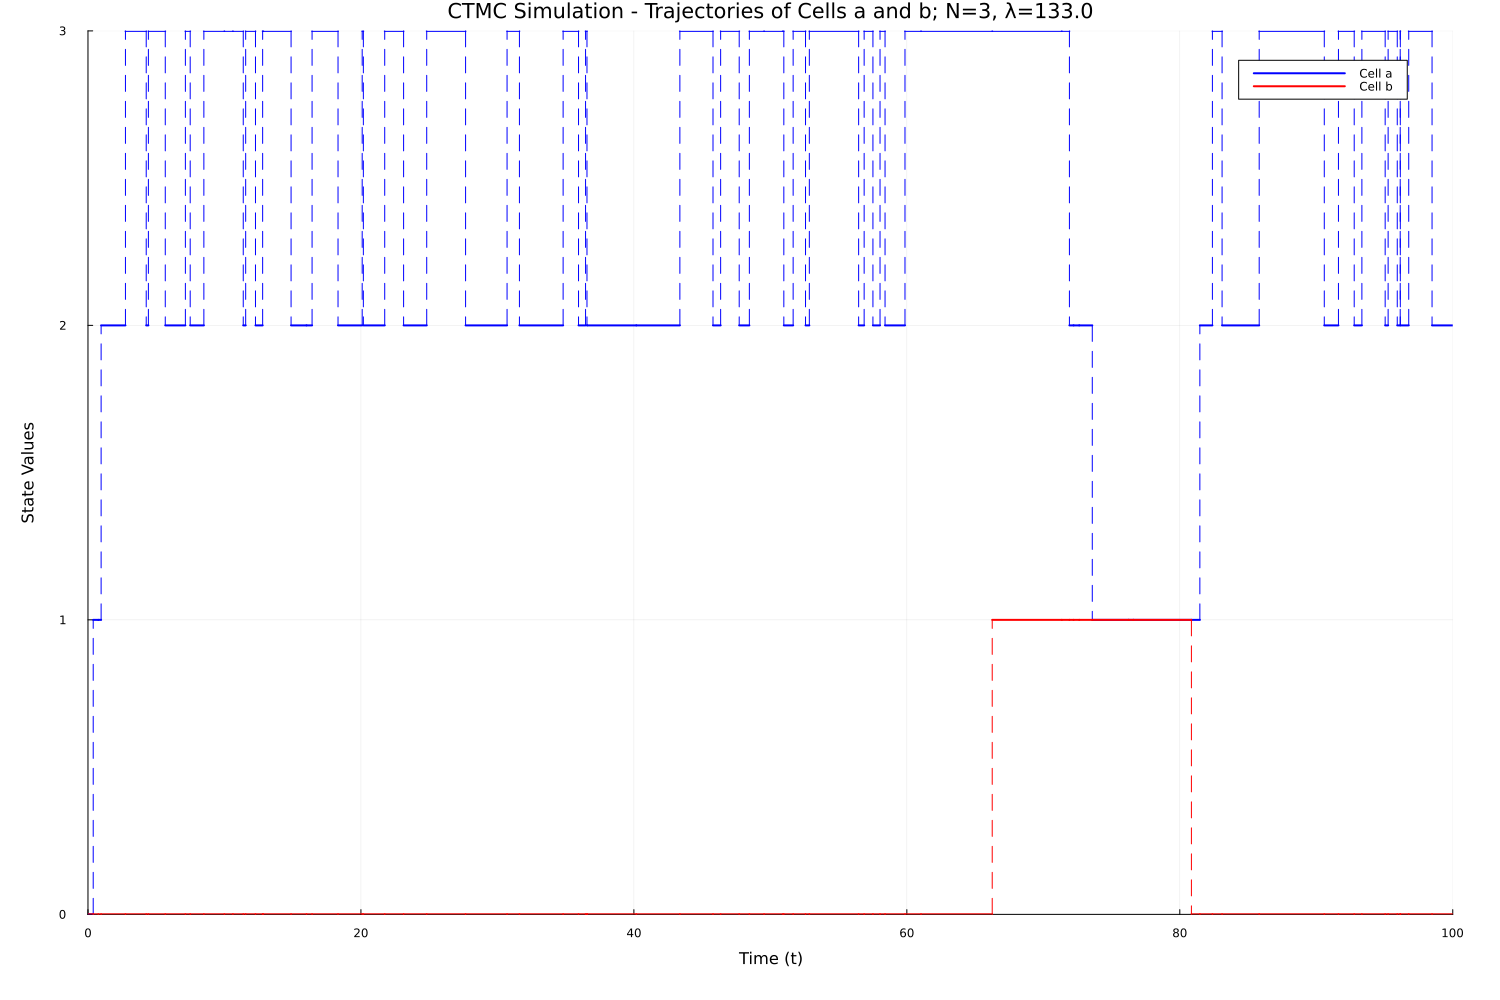 CTMC Simulation - Trajectories of Cells a and b; N=3, λ=133.0
3
Cell a
Cell b
2
State Values
1
0
0 20 40 60 80 100
Time (t)